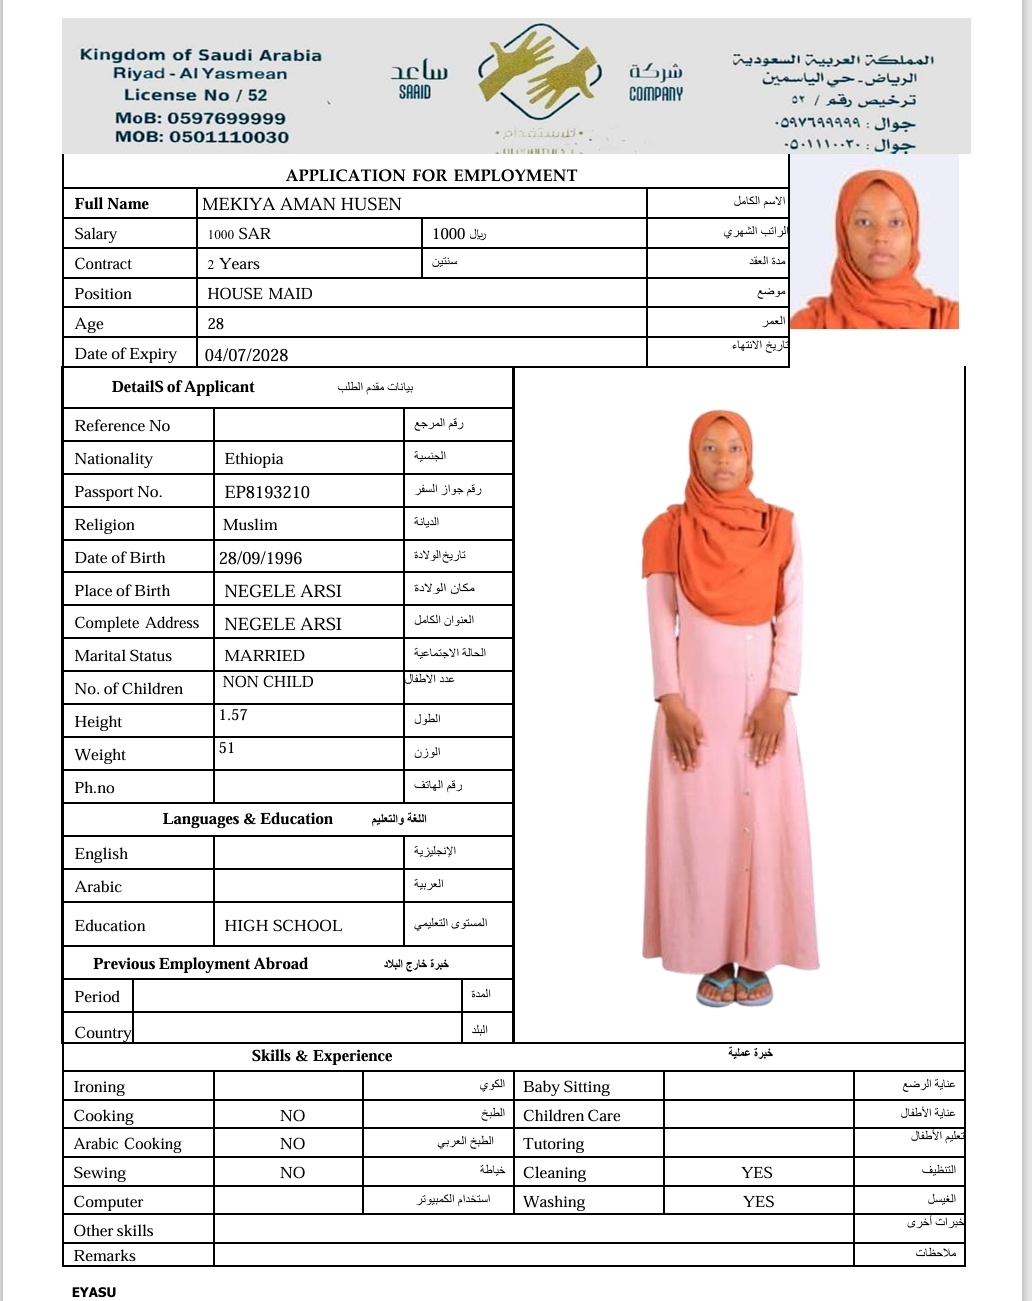 Kingdom of Saudi Arabia
Riyad - Al Yasmean
License No / 52
MoB: 0597699999
MOB: 0501110030
ساعد
SAAID
شركة
COMPANY
للاستقدام
المملكة العربية السعودية
الرياض - حي الياسمين
ترخيص رقم / ٥٢
جوال : ٠٥٩٧٦٩٩٩٩٩
جوال : ٠٥٠١١١٠٠٣٠
APPLICATION FOR EMPLOYMENT
Full Name MEKIYA AMAN HUSEN الاسم الكامل
Salary 1000 SAR 1000 ريال الراتب الشهري
Contract 2 Years سنتين مدة العقد
Position HOUSE MAID موضع
Age 28 العمر
Date of Expiry 04/07/2028 تاريخ الانتهاء
DetailS of Applicant بيانات مقدم الطلب
Reference No رقم المرجع
Nationality Ethiopia الجنسية
Passport No. EP8193210 رقم جواز السفر
Religion Muslim الديانة
Date of Birth 28/09/1996 تاريخ الولادة
Place of Birth NEGELE ARSI مكان الولادة
Complete Address NEGELE ARSI العنوان الكامل
Marital Status MARRIED الحالة الاجتماعية
No. of Children NON CHILD عدد الاطفال
Height 1.57 الطول
Weight 51 الوزن
Ph.no رقم الهاتف
Languages & Education اللغة والتعليم
English الإنجليزية
Arabic العربية
Education HIGH SCHOOL المستوى التعليمي
Previous Employment Abroad خبرة خارج البلاد
Period المدة
Country البلد
Skills & Experience خبرة عملية
Ironing الكوي Baby Sitting عناية الرضع
Cooking NO الطبخ Children Care عناية الأطفال
Arabic Cooking NO الطبخ العربي Tutoring تعليم الأطفال
Sewing NO خياطة Cleaning YES التنظيف
Computer استخدام الكمبيوتر Washing YES الغيسل
Other skills خبرات أخرى
Remarks ملاحظات
EYASU